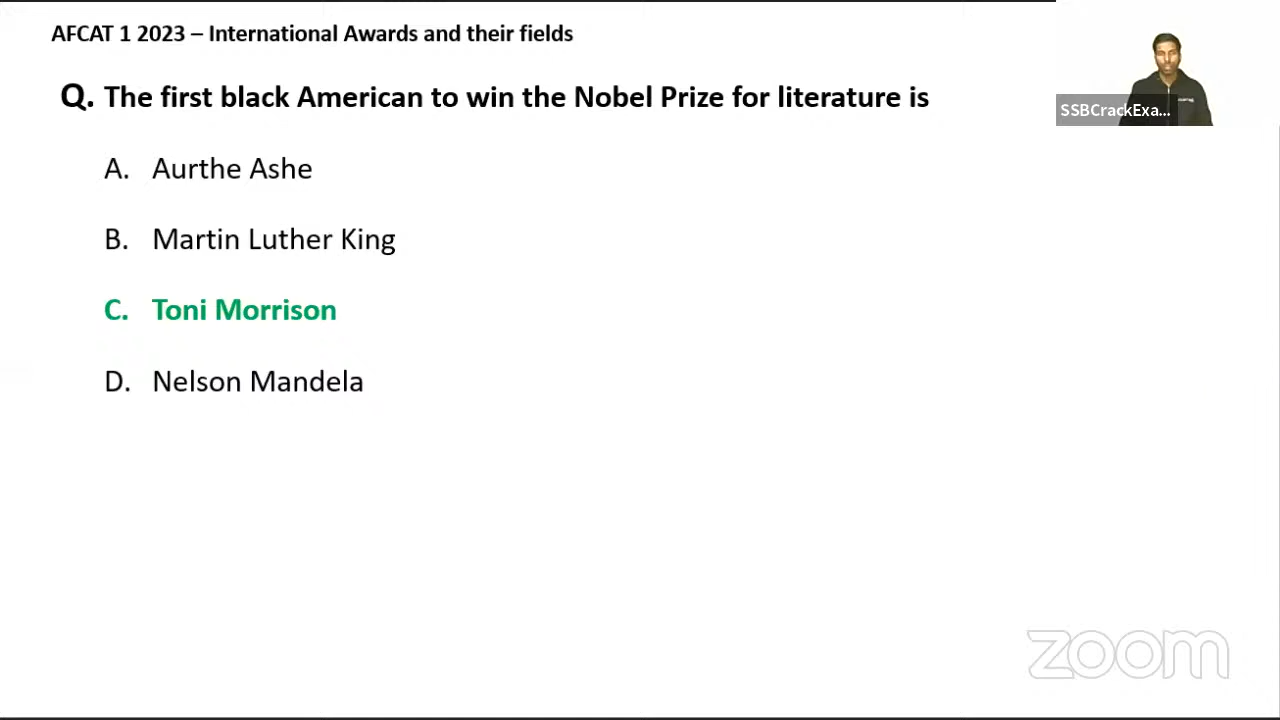 AFCAT 1 2023 – International Awards and their fields
Q. The first black American to win the Nobel Prize for literature is
A. Aurthe Ashe
B. Martin Luther King
C. Toni Morrison
D. Nelson Mandela
SSBCrackExa...
zoom